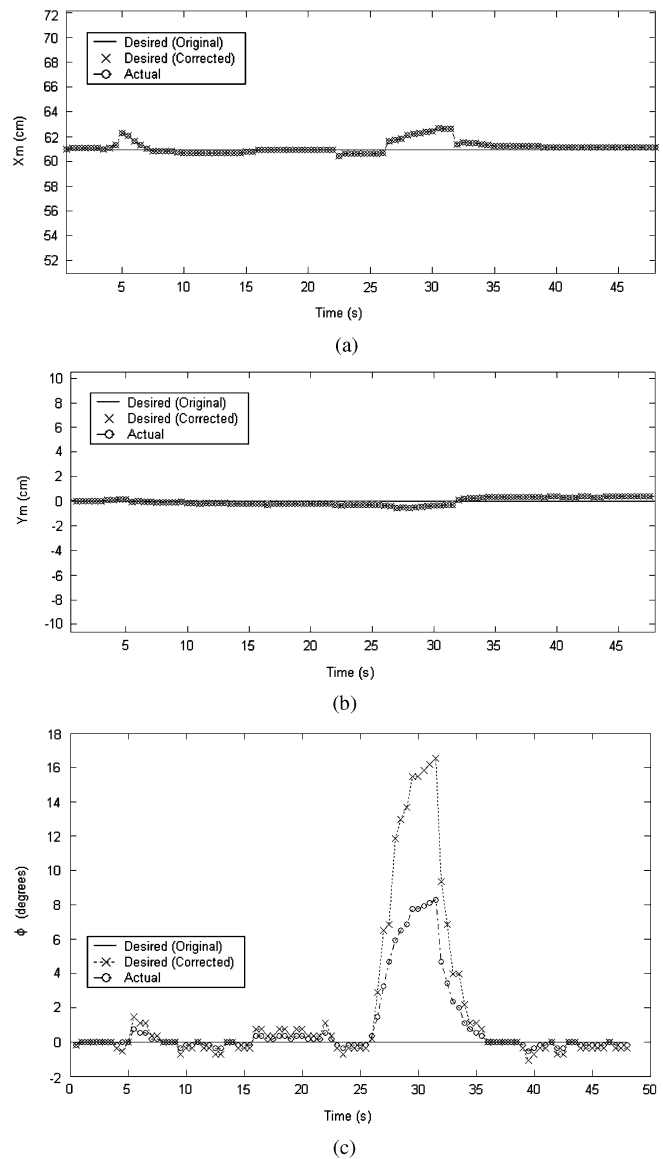 72
70
68
66
64
62
60
58
56
54
52
Xm (cm)
Desired (Original)
Desired (Corrected)
Actual
5 10 15 20 25 30 35 40 45
Time (s)
(a)
10
8
6
4
2
0
-2
-4
-6
-8
-10
Ym (cm)
Desired (Original)
Desired (Corrected)
Actual
5 10 15 20 25 30 35 40 45
Time (s)
(b)
18
16
14
12
10
8
6
4
2
0
-2
ϕ (degrees)
Desired (Original)
Desired (Corrected)
Actual
0 5 10 15 20 25 30 35 40 45 50
Time (s)
(c)